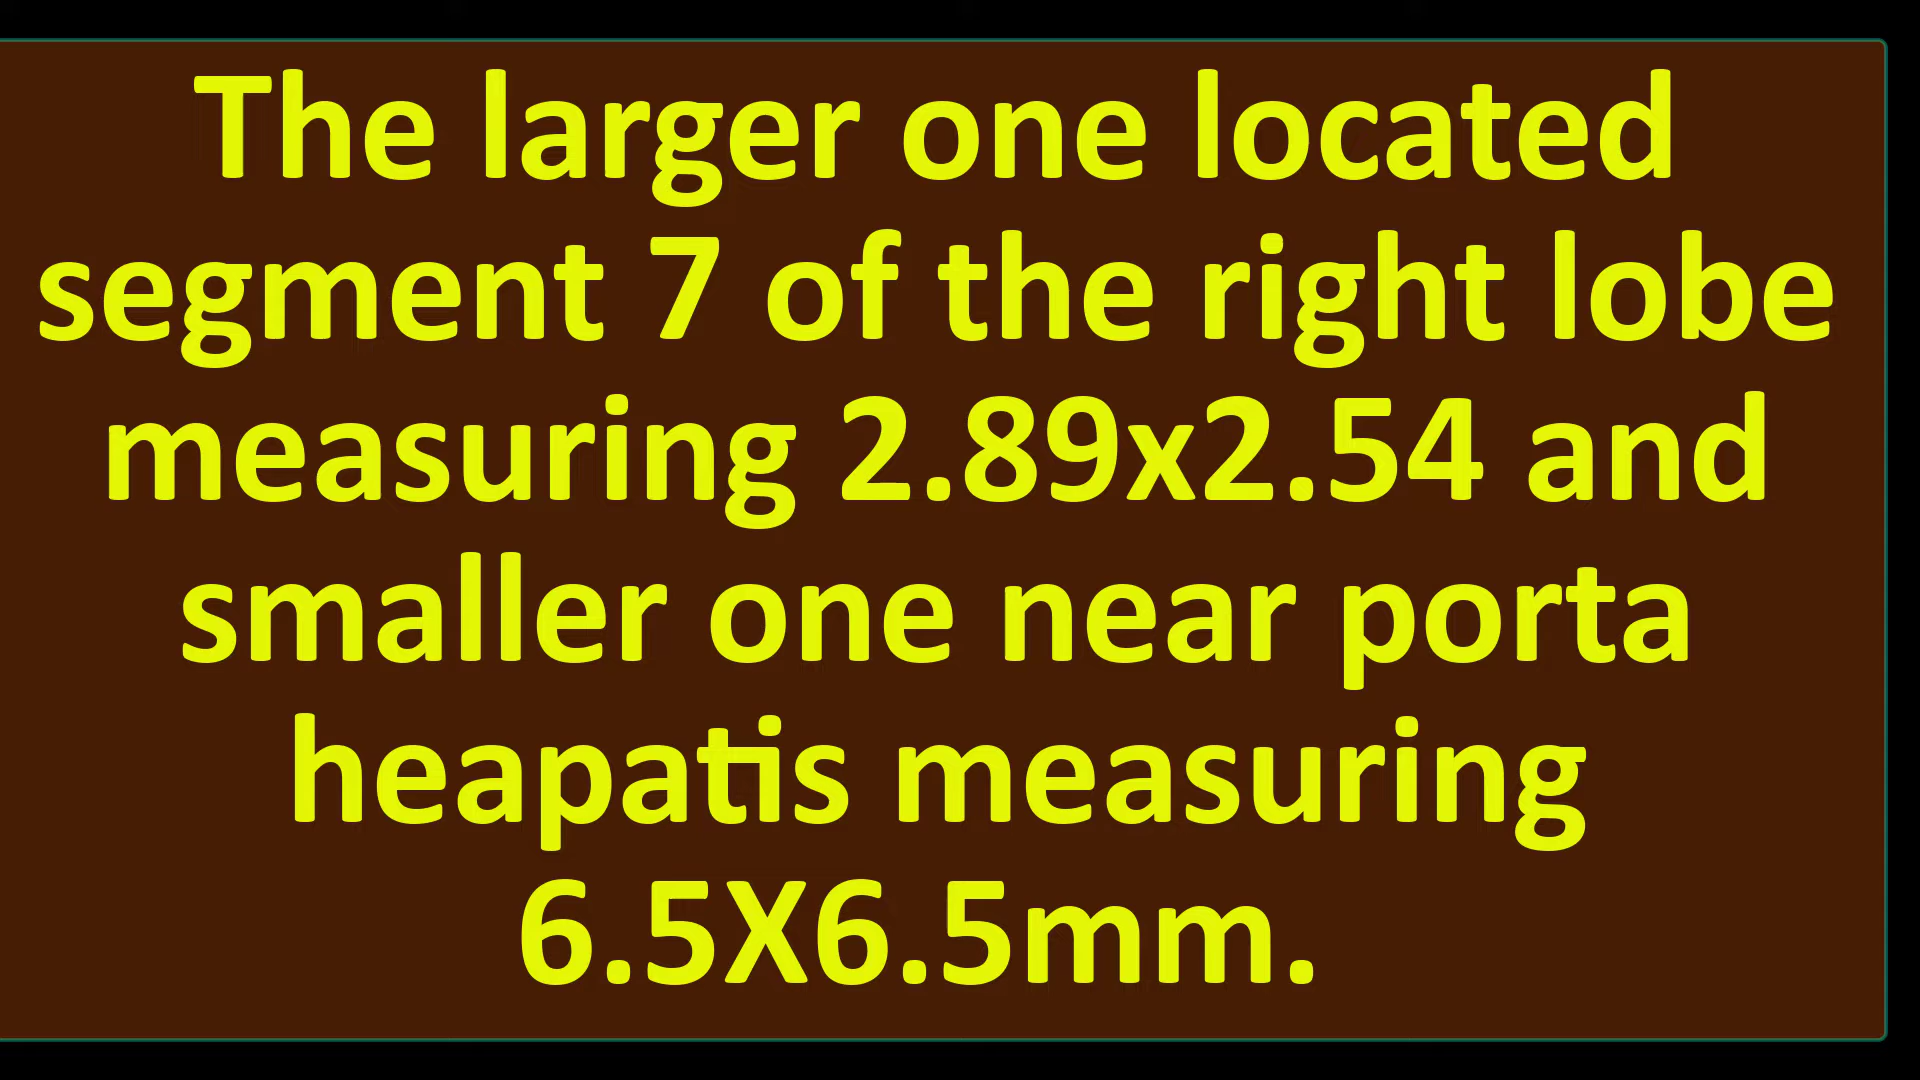 The larger one located
segment 7 of the right lobe
measuring 2.89x2.54 and
smaller one near porta
heapatis measuring
6.5X6.5mm.